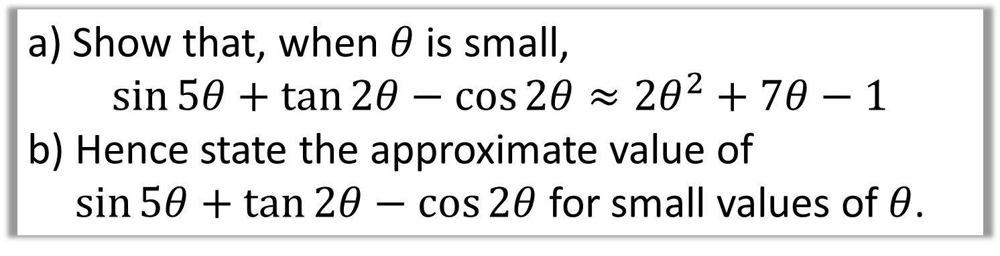 a) Show that, when θ is small,
sin 5θ + tan 2θ − cos 2θ ≈ 2θ² + 7θ − 1
b) Hence state the approximate value of
sin 5θ + tan 2θ − cos 2θ for small values of θ.